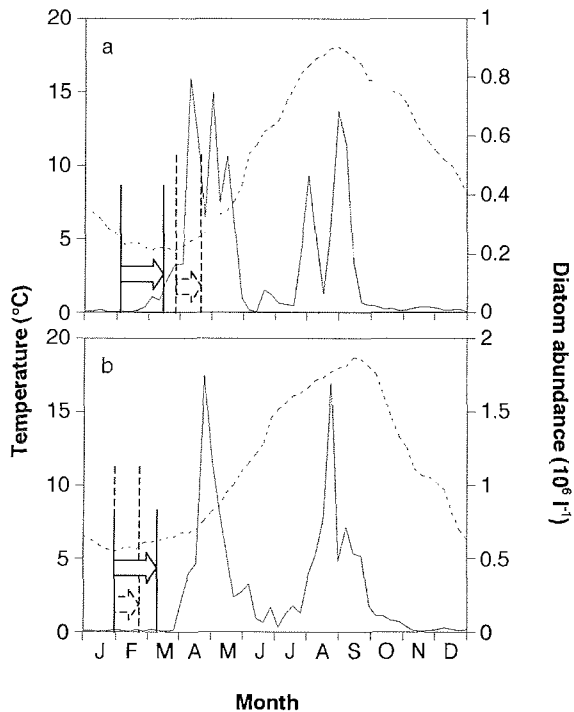 20 1
a
15 0.8
0.6
10
0.4
5
0.2
0 0
20 2
b
15 1.5
10 1
5 0.5
0 0
J F M A M J J A S O N D
Month
Temperature (°C)
Diatom abundance (10⁶ l⁻¹)